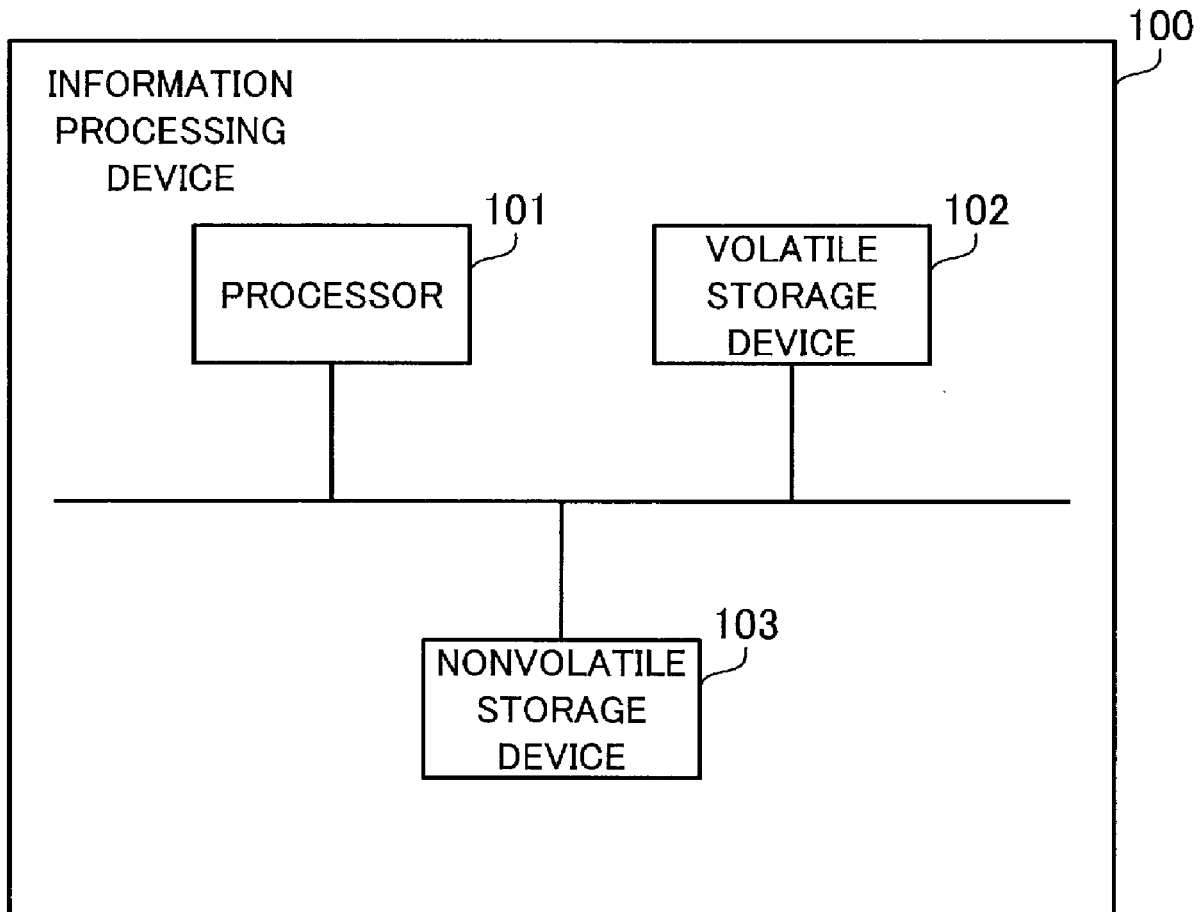 100
INFORMATION
PROCESSING
DEVICE
101
PROCESSOR
102
VOLATILE
STORAGE
DEVICE
103
NONVOLATILE
STORAGE
DEVICE